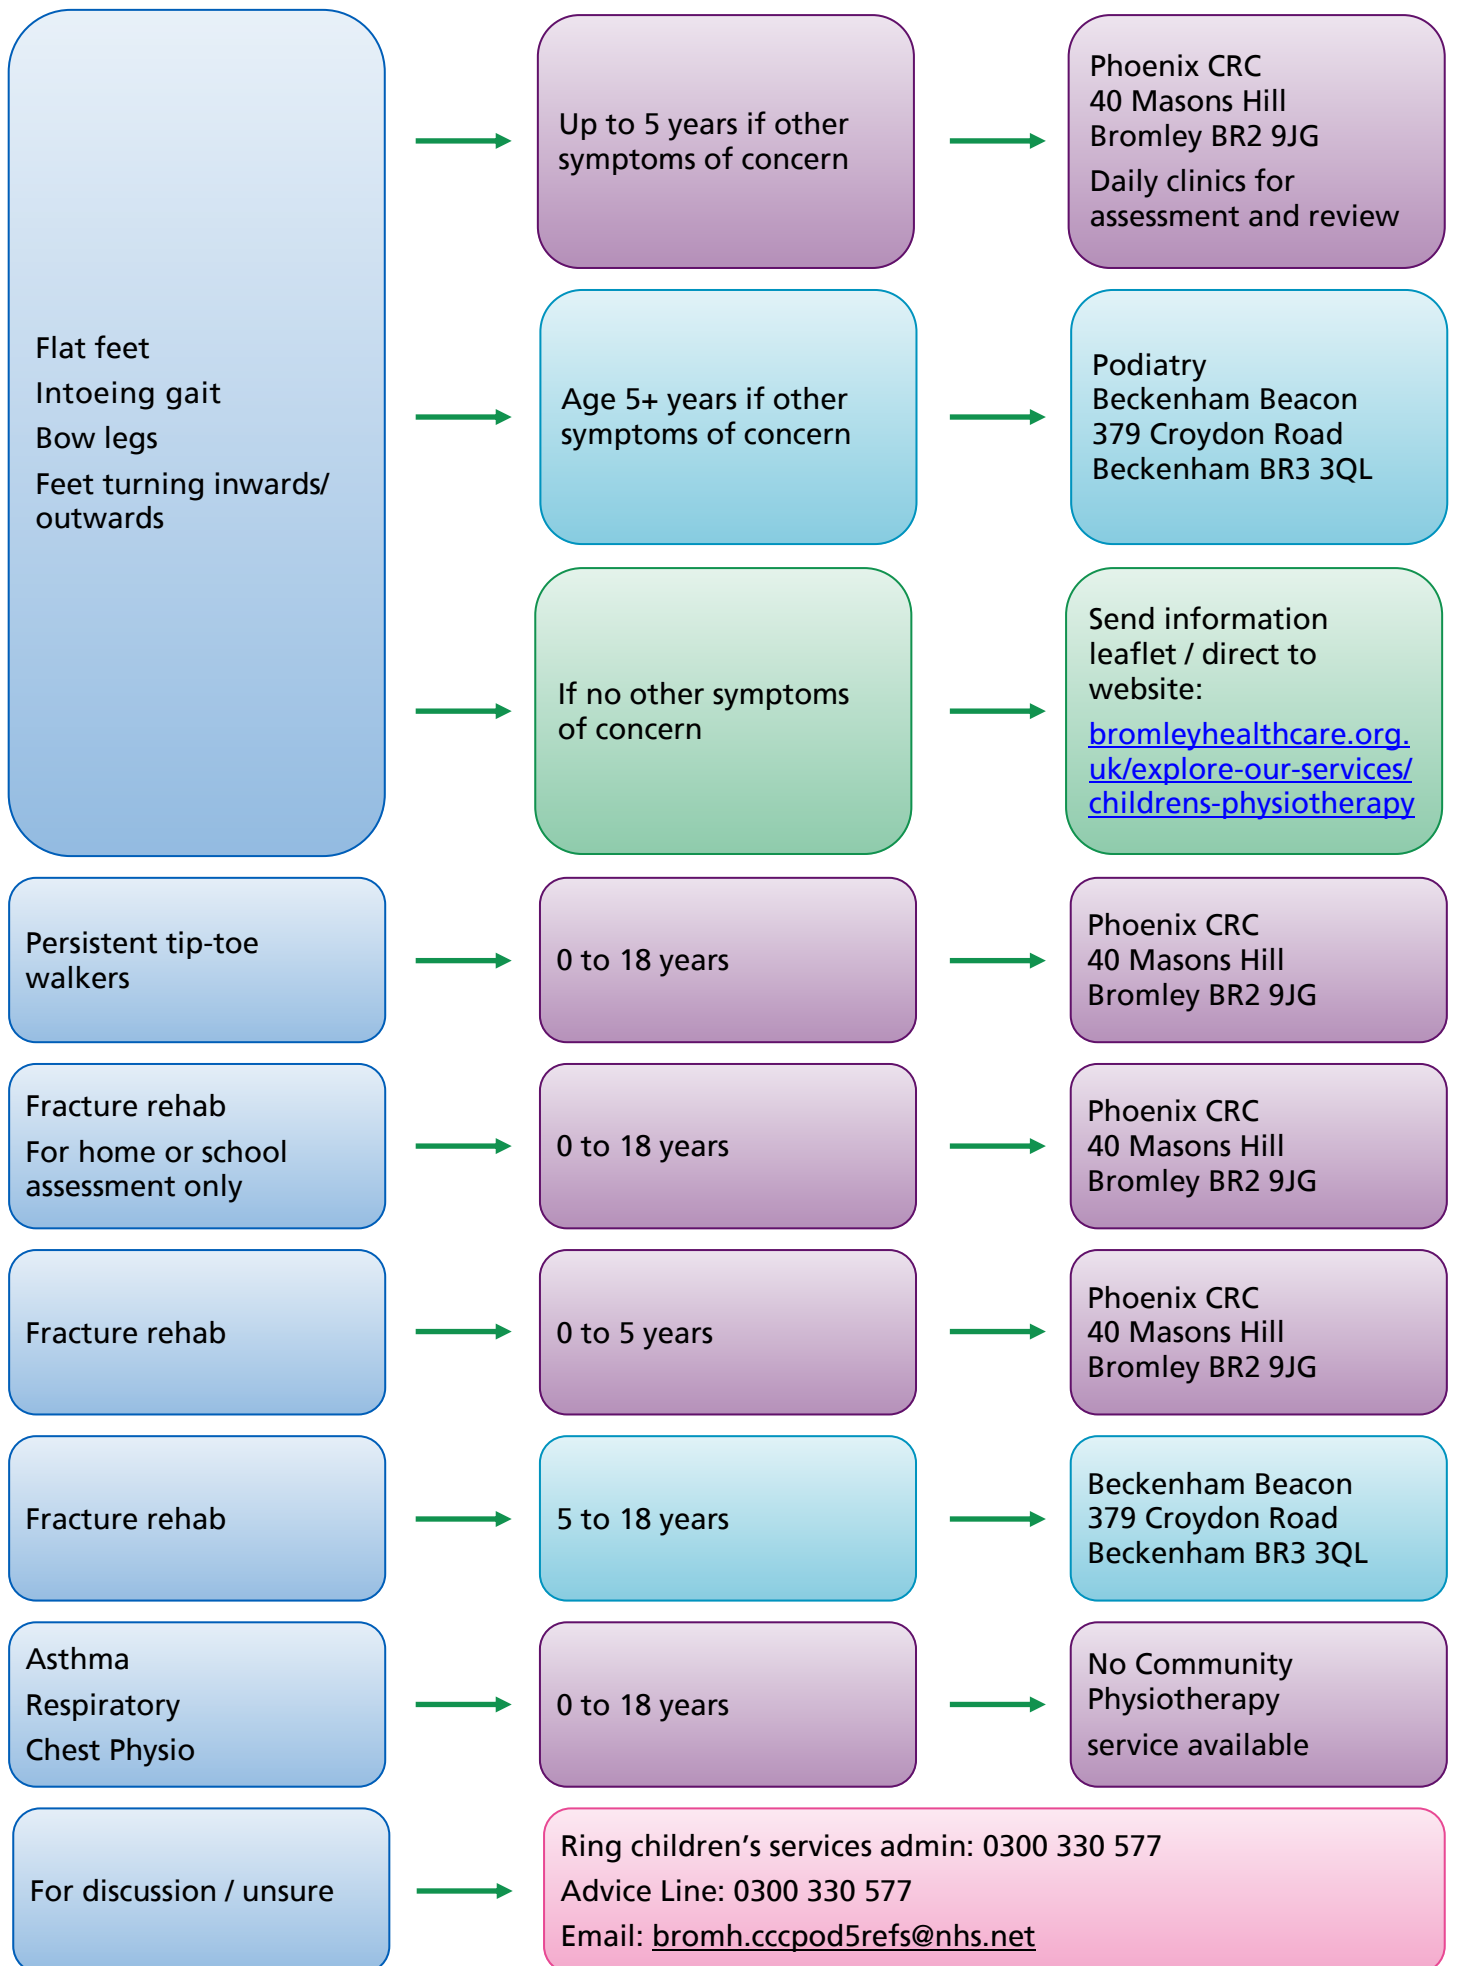 Flat feet
Intoeing gait
Bow legs
Feet turning inwards/
outwards
Up to 5 years if other
symptoms of concern
Phoenix CRC
40 Masons Hill
Bromley BR2 9JG
Daily clinics for
assessment and review
Age 5+ years if other
symptoms of concern
Podiatry
Beckenham Beacon
379 Croydon Road
Beckenham BR3 3QL
If no other symptoms
of concern
Send information
leaflet / direct to
website:
bromleyhealthcare.org.
uk/explore-our-services/
childrens-physiotherapy
Persistent tip-toe
walkers
0 to 18 years
Phoenix CRC
40 Masons Hill
Bromley BR2 9JG
Fracture rehab
For home or school
assessment only
0 to 18 years
Phoenix CRC
40 Masons Hill
Bromley BR2 9JG
Fracture rehab
0 to 5 years
Phoenix CRC
40 Masons Hill
Bromley BR2 9JG
Fracture rehab
5 to 18 years
Beckenham Beacon
379 Croydon Road
Beckenham BR3 3QL
Asthma
Respiratory
Chest Physio
0 to 18 years
No Community
Physiotherapy
service available
For discussion / unsure
Ring children’s services admin: 0300 330 577
Advice Line: 0300 330 577
Email: bromh.cccpod5refs@nhs.net